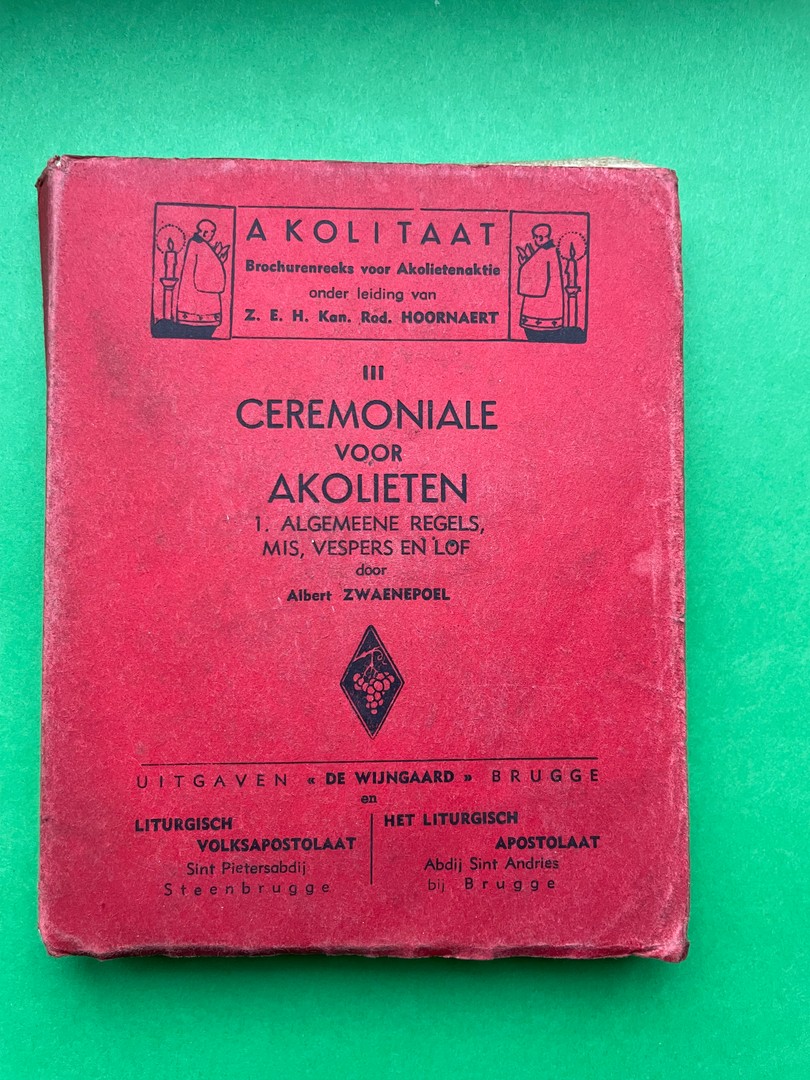 AKOLITAAT
Brochurenreeks voor Akolietenaktie
onder leiding van
Z. E. H. Kan. Rod. HOORNAERT
III
CEREMONIALE
VOOR
AKOLIETEN
1. ALGEMEENE REGELS,
MIS, VESPERS EN LOF
door
Albert ZWAENEPOEL
UITGAVEN « DE WIJNGAARD » BRUGGE
en
LITURGISCH
VOLKSAPOSTOLAAT
Sint Pietersabdij
Steenbrugge
HET LITURGISCH
APOSTOLAAT
Abdij Sint Andries
bij Brugge